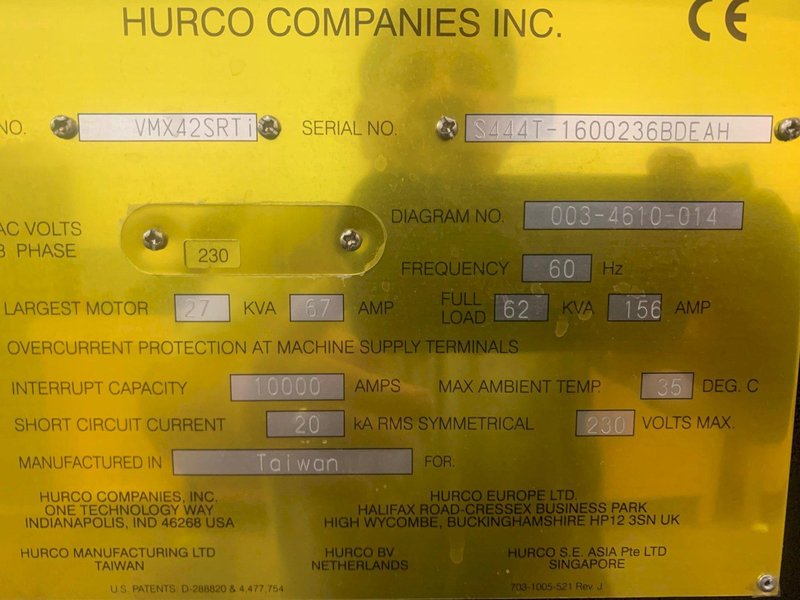 HURCO COMPANIES INC. CE
NO. VMX42SRTi SERIAL NO. S444T-1600236BDEAH
AC VOLTS
3 PHASE 230 DIAGRAM NO. 003-4610-014
FREQUENCY 60 Hz
LARGEST MOTOR 27 KVA 67 AMP FULL LOAD 62 KVA 156 AMP
OVERCURRENT PROTECTION AT MACHINE SUPPLY TERMINALS
INTERRUPT CAPACITY 10000 AMPS MAX AMBIENT TEMP. 35 DEG. C
SHORT CIRCUIT CURRENT 20 kA RMS SYMMETRICAL 230 VOLTS MAX.
MANUFACTURED IN Taiwan FOR:
HURCO COMPANIES, INC.
ONE TECHNOLOGY WAY
INDIANAPOLIS, IND 46268 USA
HURCO EUROPE LTD.
HALIFAX ROAD-CRESSEX BUSINESS PARK
HIGH WYCOMBE, BUCKINGHAMSHIRE HP12 3SN UK
HURCO MANUFACTURING LTD
TAIWAN
HURCO BV
NETHERLANDS
HURCO S.E. ASIA Pte LTD
SINGAPORE
U.S. PATENTS: D-288820 & 4,477,754
703-1005-521 Rev. J